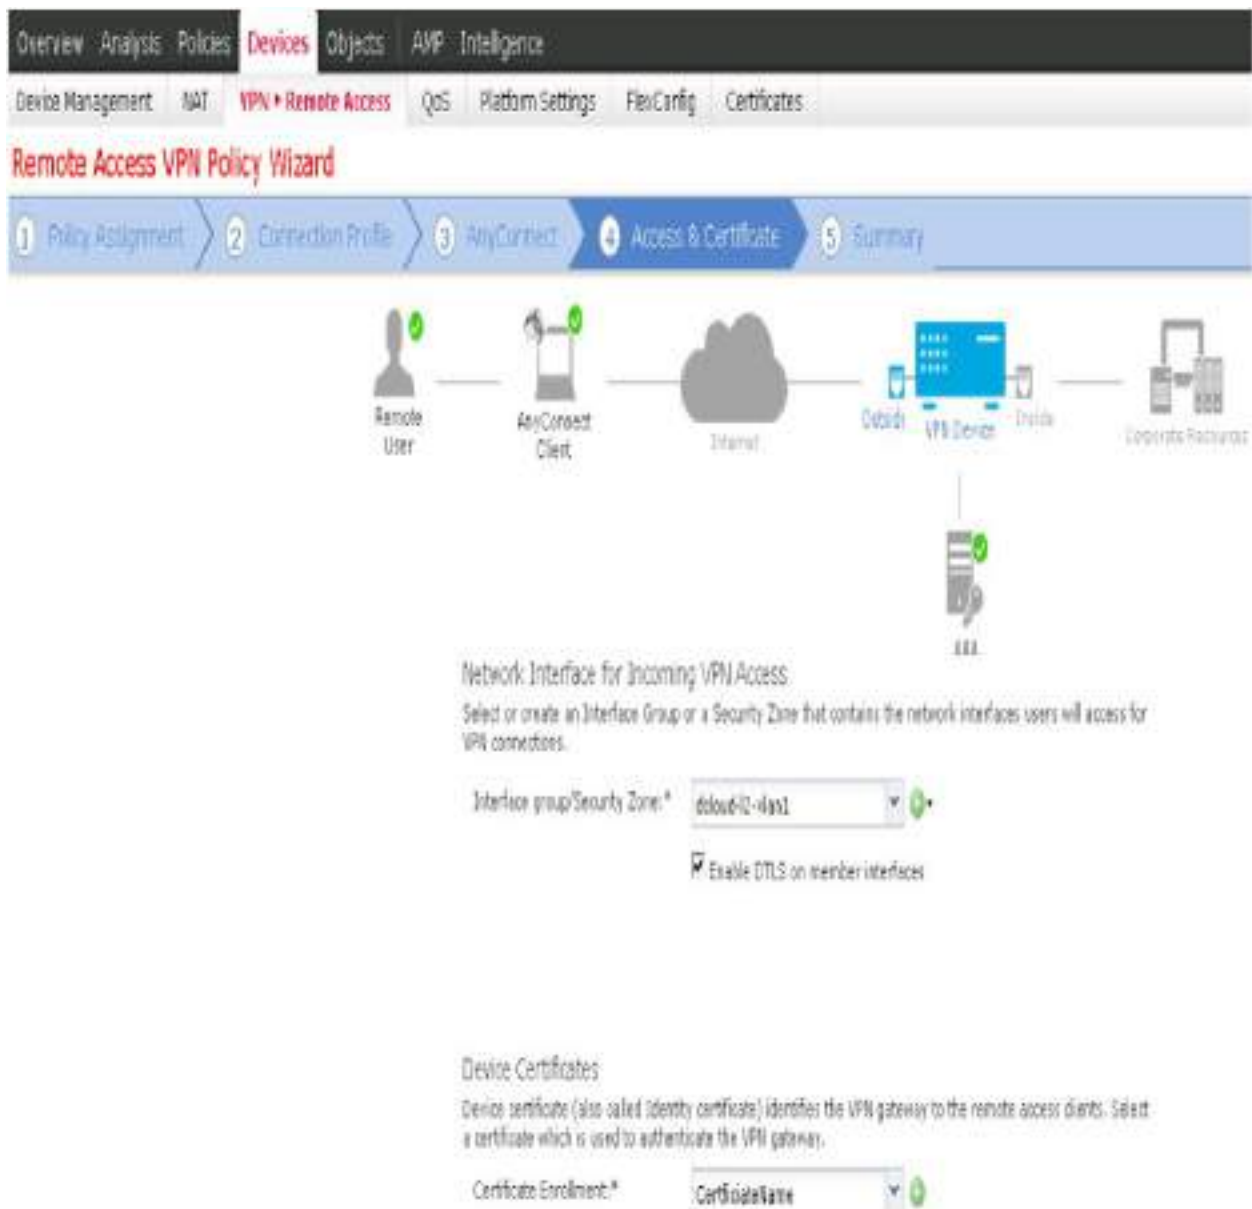 Overview Analysis Policies Devices Objects AMP Intelligence
Device Management NAT VPN ▸ Remote Access QoS Platform Settings FlexConfig Certificates
Remote Access VPN Policy Wizard
1 Policy Assignment 2 Connection Profile 3 AnyConnect 4 Access & Certificate 5 Summary
Remote User
AnyConnect Client
Internet
Outside
VPN Device
Inside
Corporate Resources
AAA
Network Interface for Incoming VPN Access
Select or create an Interface Group or a Security Zone that contains the network interfaces users will access for
VPN connections.
Interface group/Security Zone:* dcloud-l2-vlan1
Enable DTLS on member interfaces
Device Certificates
Device certificate (also called Identity certificate) identifies the VPN gateway to the remote access clients. Select
a certificate which is used to authenticate the VPN gateway.
Certificate Enrollment:* CertficiateName